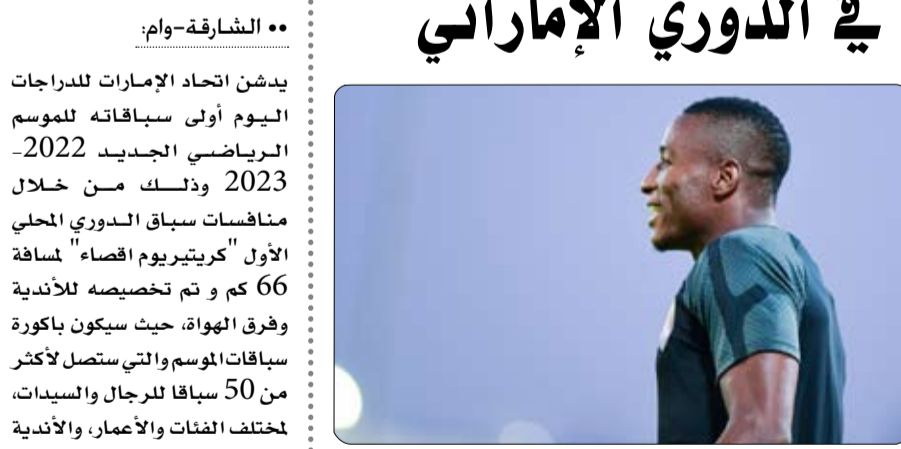 في الدوري الإماراتي
•• الشارقة-وام:
يدشن اتحاد الإمارات للدراجات
اليوم أولى سباقاته للموسم
الرياضي الجديد 2022-
2023 وذلك من خلال
منافسات سباق الدوري المحلي
الأول "كريتيريوم اقصاء" لمسافة
66 كم و تم تخصيصه للأندية
وفرق الهواة، حيث سيكون باكورة
سباقات الموسم والتي ستصل لأكثر
من 50 سباقا للرجال والسيدات،
لمختلف الفئات والأعمار، والأندية